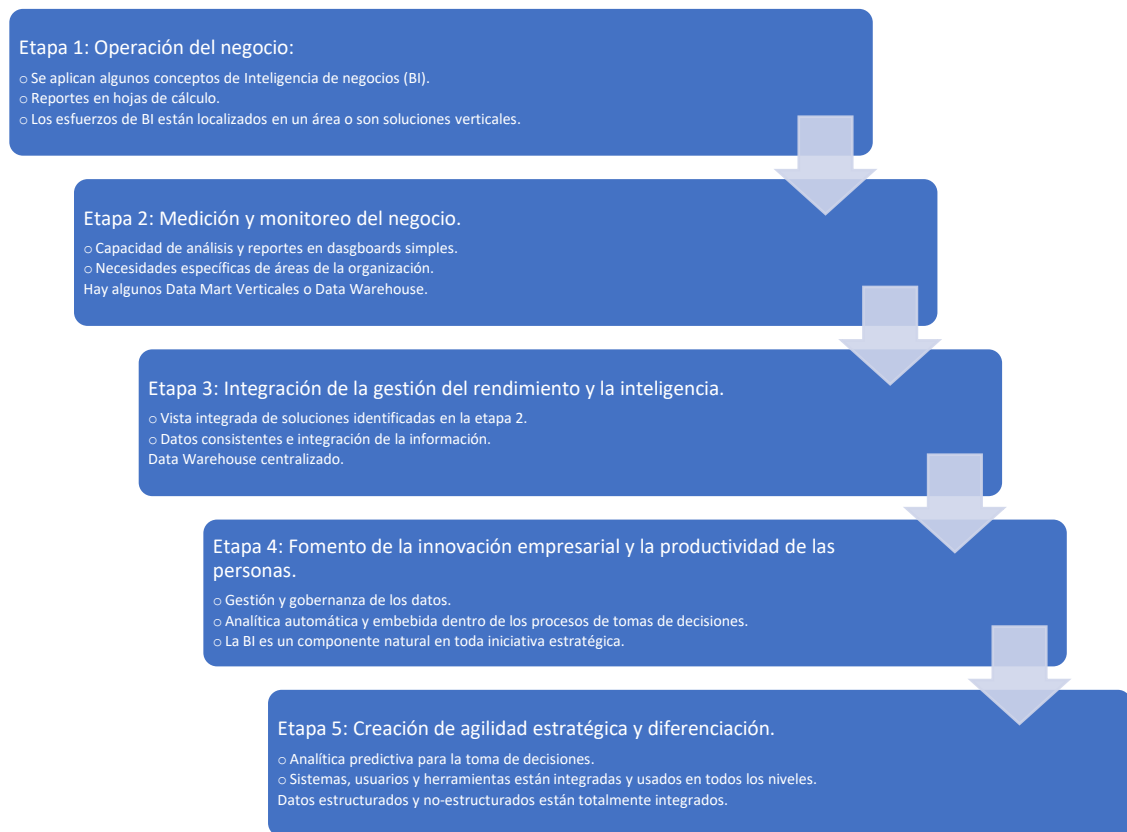 Etapa 1: Operación del negocio:
o Se aplican algunos conceptos de Inteligencia de negocios (BI).
o Reportes en hojas de cálculo.
o Los esfuerzos de BI están localizados en un área o son soluciones verticales.
Etapa 2: Medición y monitoreo del negocio.
o Capacidad de análisis y reportes en dasgboards simples.
o Necesidades específicas de áreas de la organización.
Hay algunos Data Mart Verticales o Data Warehouse.
Etapa 3: Integración de la gestión del rendimiento y la inteligencia.
o Vista integrada de soluciones identificadas en la etapa 2.
o Datos consistentes e integración de la información.
Data Warehouse centralizado.
Etapa 4: Fomento de la innovación empresarial y la productividad de las
personas.
o Gestión y gobernanza de los datos.
o Analítica automática y embebida dentro de los procesos de tomas de decisiones.
o La BI es un componente natural en toda iniciativa estratégica.
Etapa 5: Creación de agilidad estratégica y diferenciación.
o Analítica predictiva para la toma de decisiones.
o Sistemas, usuarios y herramientas están integradas y usados en todos los niveles.
Datos estructurados y no-estructurados están totalmente integrados.